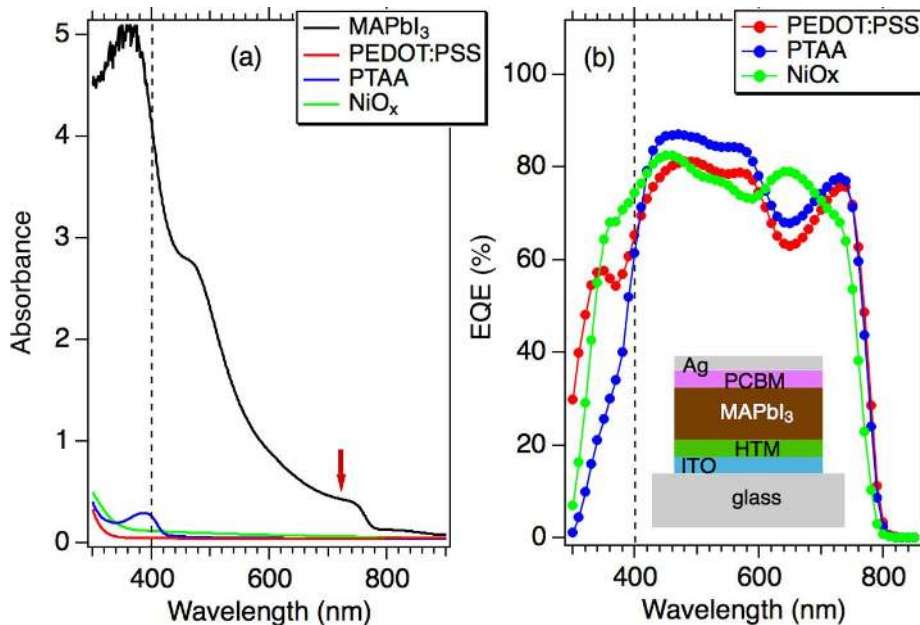 (a)
MAPbI₃
PEDOT:PSS
PTAA
NiOₓ
5
4
3
2
1
0
Absorbance
400
600
800
Wavelength (nm)
(b)
PEDOT:PSS
PTAA
NiOx
100
80
60
40
20
0
EQE (%)
Ag
PCBM
MAPbI₃
HTM
ITO
glass
400
600
800
Wavelength (nm)